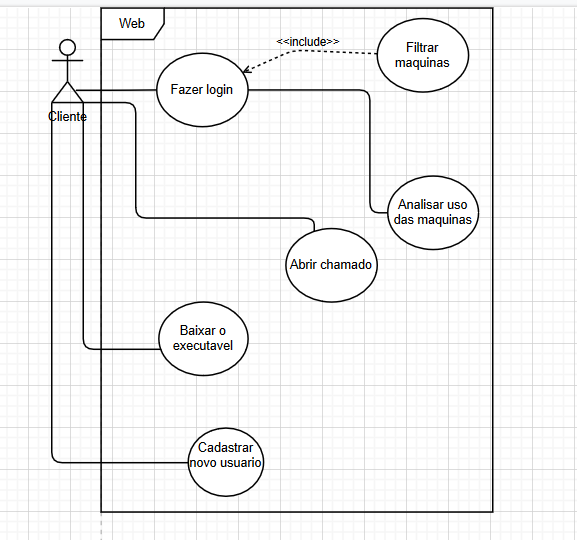 Web
<<include>>
Filtrar
maquinas
Fazer login
Cliente
Analisar uso
das maquinas
Abrir chamado
Baixar o
executavel
Cadastrar
novo usuario